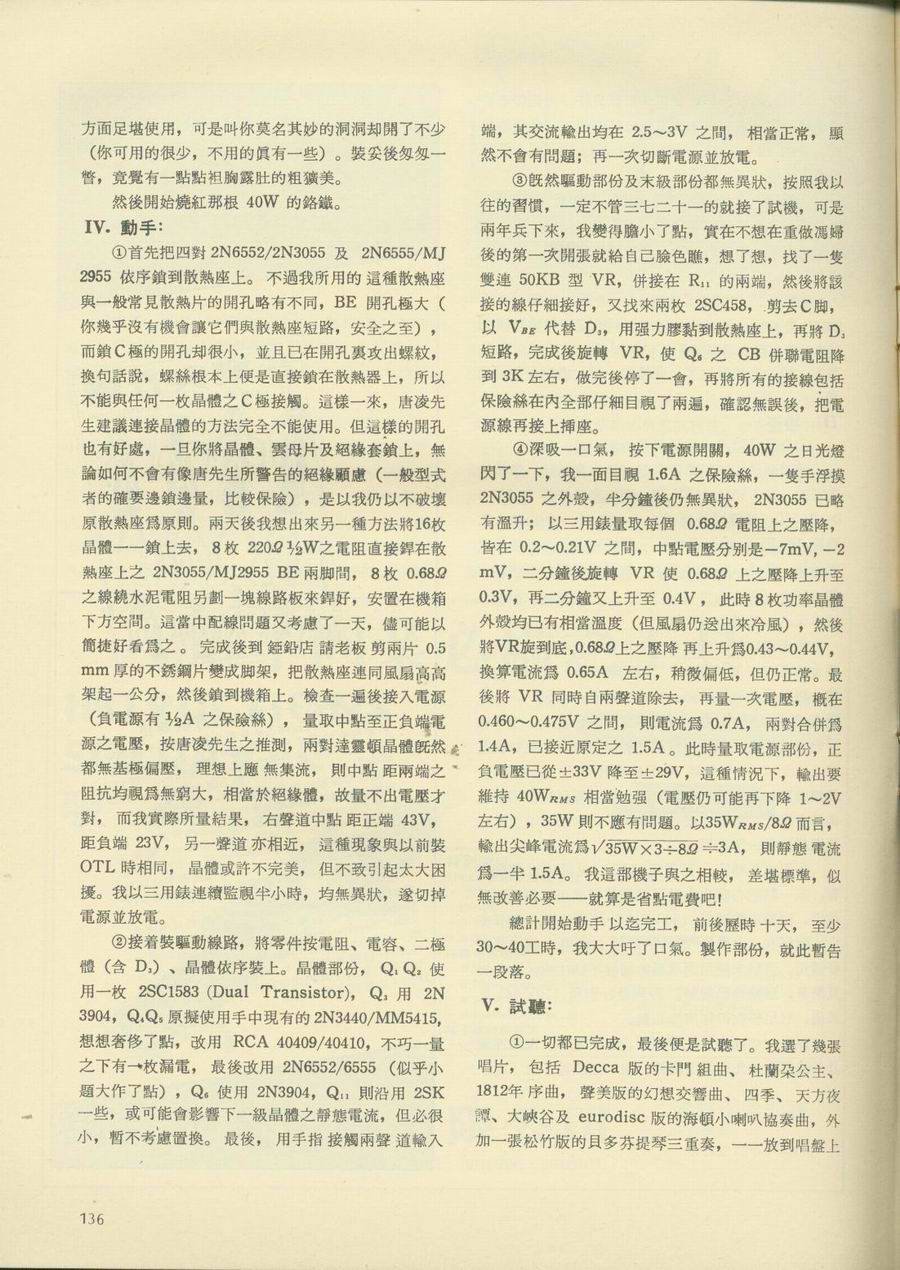 方面足堪使用，可是叫你莫名其妙的洞洞却開了不少
（你可用的很少，不用的眞有一些）。裝妥後匆匆一
瞥，竟覺有一點點袒胸露肚的粗獷美。
然後開始燒紅那根 40W 的鉻鐵。
IV. 動手：
①首先把四對 2N6552/2N3055 及 2N6555/MJ
2955 依序鎖到散熱座上。不過我所用的這種散熱座
與一般常見散熱片的開孔略有不同，BE 開孔極大（
你幾乎沒有機會讓它們與散熱座短路，安全之至），
而鎖C極的開孔却很小，並且已在開孔裏攻出螺紋，
換句話說，螺絲根本上便是直接鎖在散熱器上，所以
不能與任何一枚晶體之C極接觸。這樣一來，唐凌先
生建議連接晶體的方法完全不能使用。但這樣的開孔
也有好處，一旦你將晶體、雲母片及絕緣套鎖上，無
論如何不會有像唐先生所警告的絕緣顧慮（一般型式
者的確要邊鎖邊量，比較保險），是以我仍以不破壞
原散熱座爲原則。兩天後我想出來另一種方法將16枚
晶體一一鎖上去，8枚 220Ω½W之電阻直接銲在散
熱座上之 2N3055/MJ2955 BE兩脚間，8枚 0.68Ω
之線繞水泥電阻另劃一塊線路板來銲好，安置在機箱
下方空間。這當中配線問題又考慮了一天，儘可能以
簡捷好看爲之。完成後到鋞鉛店請老板剪兩片 0.5
mm 厚的不銹鋼片變成脚架，把散熱座連同風扇高高
架起一公分，然後鎖到機箱上。檢查一遍後接入電源
（負電源有 ½A 之保險絲），量取中點至正負端電
源之電壓，按唐凌先生之推測，兩對達靈頓晶體旣然
都無基極偏壓，理想上應無集流，則中點距兩端之
阻抗均視爲無窮大，相當於絕緣體，故量不出電壓才
對，而我實際所量結果，右聲道中點距正端 43V，
距負端 23V，另一聲道亦相近，這種現象與以前裝
OTL 時相同，晶體或許不完美，但不致引起太大困
擾。我以三用錶連續監視半小時，均無異狀，遂切掉
電源並放電。
②接着裝驅動線路，將零件按電阻、電容、二極
體（含 D₃）、晶體依序裝上。晶體部份，Q₁Q₂ 使
用一枚 2SC1583 (Dual Transistor)，Q₃ 用 2N
3904，Q₄Q₅原擬使用手中現有的2N3440/MM5415，
想想奢侈了點，改用 RCA 40409/40410，不巧一量
之下有一枚漏電，最後改用 2N6552/6555 （似乎小
題大作了點），Q₆ 使用 2N3904，Q₁₁ 則沿用 2SK
一些，或可能會影響下一級晶體之靜態電流，但必很
小，暫不考慮置換。最後，用手指接觸兩聲道輸入
端，其交流輸出均在 2.5～3V 之間，相當正常，顯
然不會有問題；再一次切斷電源並放電。
③旣然驅動部份及末級部份都無異狀，按照我以
往的習慣，一定不管三七二十一的就接了試機，可是
兩年兵下來，我變得膽小了點，實在不想在重做馮婦
後的第一次開張就給自己臉色瞧，想了想，找了一隻
雙連 50KB 型 VR，併接在 R₁₁ 的兩端，然後將該
接的線仔細接好，又找來兩枚 2SC458，剪去C脚，
以 VBE 代替 D₃，用强力膠黏到散熱座上，再將 D₃
短路，完成後旋轉 VR，使 Q₆ 之 CB 併聯電阻降
到 3K左右，做完後停了一會，再將所有的接線包括
保險絲在內全部仔細目視了兩遍，確認無誤後，把電
源線再接上揷座。
④深吸一口氣，按下電源開關，40W 之日光燈
閃了一下，我一面目視 1.6A 之保險絲，一隻手浮摸
2N3055 之外殼，半分鐘後仍無異狀，2N3055 已略
有溫升；以三用錶量取每個 0.68Ω 電阻上之壓降，
皆在 0.2～0.21V 之間，中點電壓分别是－7mV，－2
mV，二分鐘後旋轉 VR 使 0.68Ω 上之壓降上升至
0.3V，再二分鐘又上升至 0.4V，此時8枚功率晶體
外殼均已有相當溫度（但風扇仍送出來冷風），然後
將VR旋到底，0.68Ω上之壓降再上升爲0.43～0.44V，
換算電流爲 0.65A 左右，稍微偏低，但仍正常。最
後將 VR 同時自兩聲道除去，再量一次電壓，概在
0.460～0.475V 之間，則電流爲 0.7A，兩對合併爲
1.4A，已接近原定之 1.5A。此時量取電源部份，正
負電壓已從±33V 降至±29V，這種情況下，輸出要
維持 40WRMS 相當勉强（電壓仍可能再下降 1～2V
左右），35W則不應有問題。以35WRMS/8Ω而言，
輸出尖峰電流爲√35W×3÷8Ω≑3A，則靜態電流
爲一半1.5A。我這部機子與之相較，差堪標準，似
無改善必要——就算是省點電費吧！
總計開始動手以迄完工，前後歷時十天，至少
30～40工時，我大大吁了口氣。製作部份，就此暫告
一段落。
V. 試聽：
①一切都已完成，最後便是試聽了。我選了幾張
唱片，包括 Decca 版的卡門組曲、杜蘭朶公主、
1812年序曲，聲美版的幻想交響曲、四季、天方夜
譚、大峽谷及 eurodisc 版的海頓小喇叭協奏曲，外
加一張松竹版的貝多芬提琴三重奏，一一放到唱盤上
136